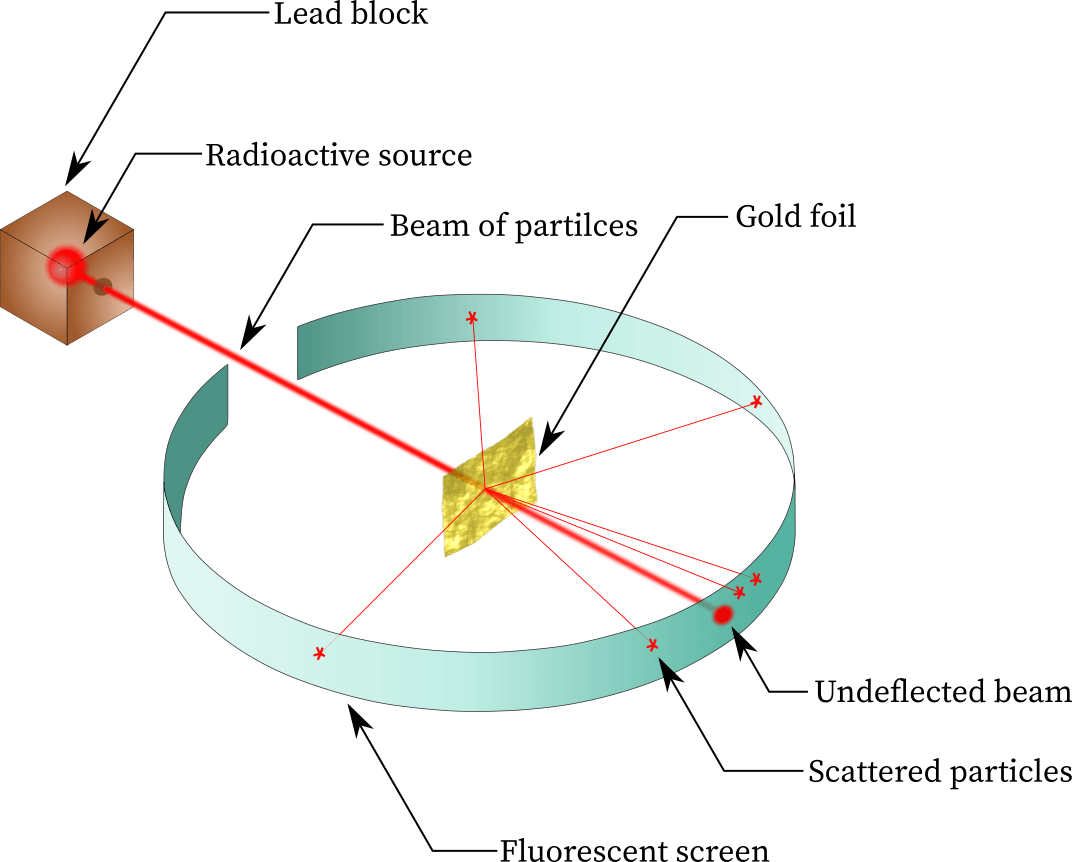 Lead block
Radioactive source
Beam of partilces
Gold foil
Undeflected beam
Scattered particles
Fluorescent screen